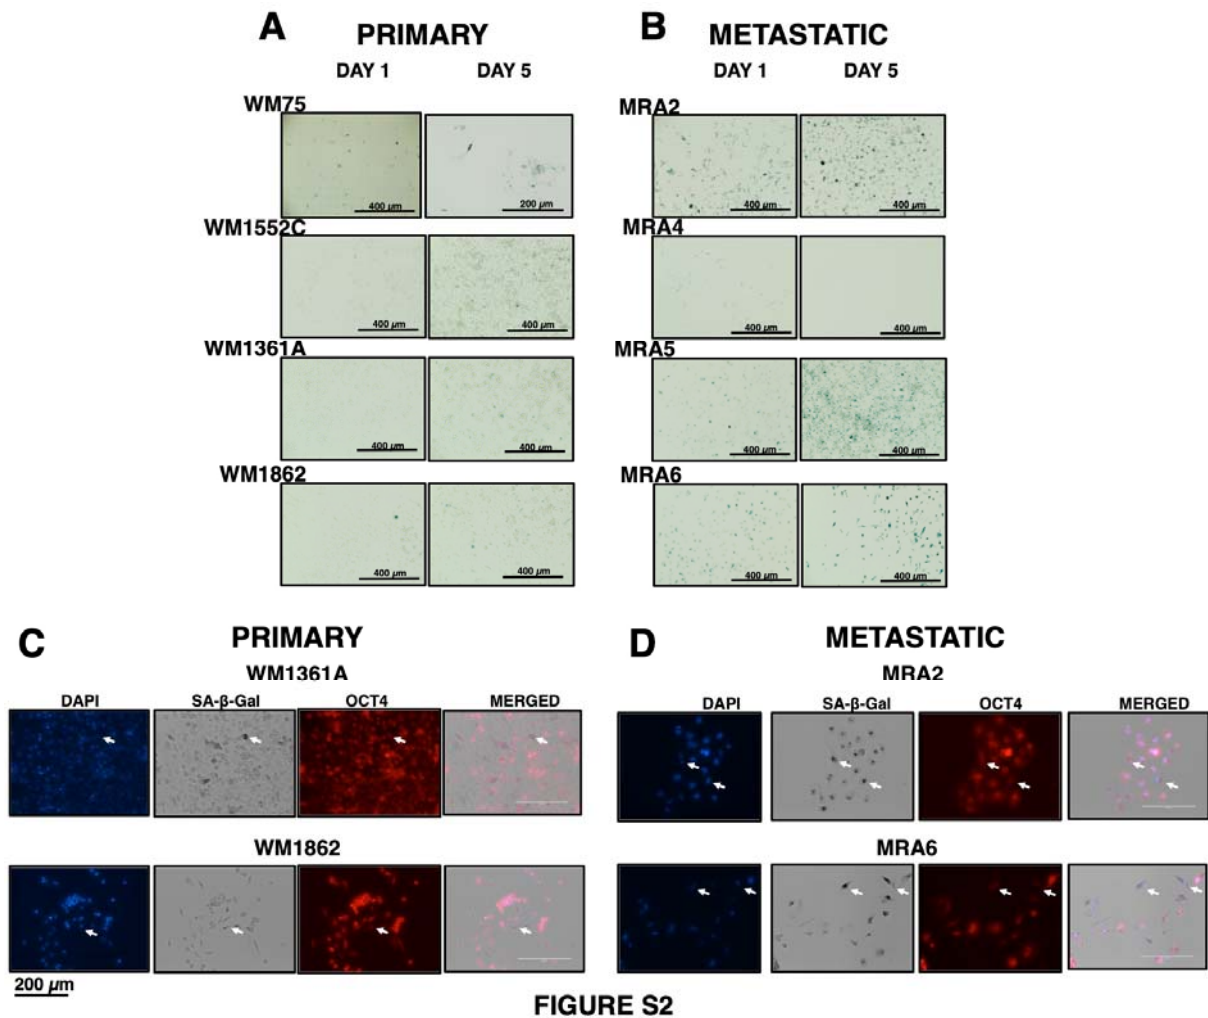 A PRIMARY
DAY 1 DAY 5
WM75
400 µm 200 µm
WM1552C
400 µm 400 µm
WM1361A
400 µm 400 µm
WM1862
400 µm 400 µm
B METASTATIC
DAY 1 DAY 5
MRA2
400 µm 400 µm
MRA4
400 µm 400 µm
MRA5
400 µm 400 µm
MRA6
400 µm 400 µm
C PRIMARY
WM1361A
DAPI SA-β-Gal OCT4 MERGED
WM1862
200 µm
D METASTATIC
MRA2
DAPI SA-β-Gal OCT4 MERGED
MRA6
FIGURE S2